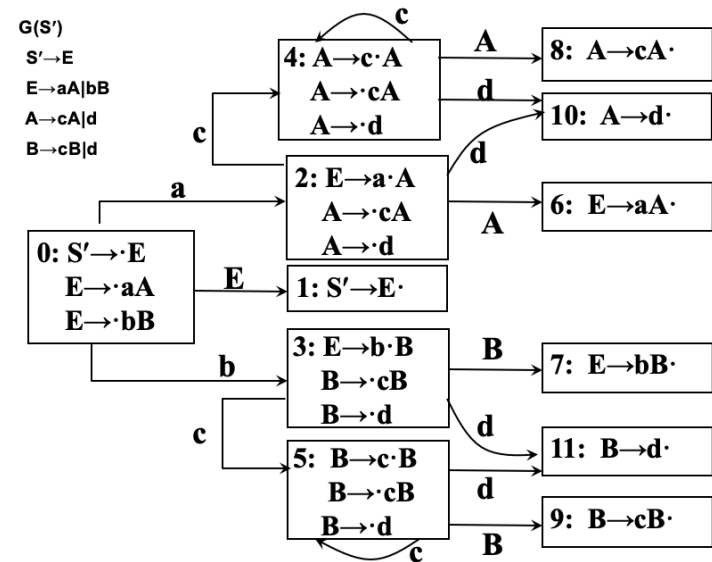 G(S′)
S′→E
E→aA|bB
A→cA|d
B→cB|d
c
4: A→c·A
A→·cA
A→·d
A
8: A→cA·
d
10: A→d·
c
d
2: E→a·A
A→·cA
A→·d
a
A
6: E→aA·
0: S′→·E
E→·aA
E→·bB
E
1: S′→E·
b
3: E→b·B
B→·cB
B→·d
B
7: E→bB·
c
d
11: B→d·
5: B→c·B
B→·cB
B→·d
d
B
9: B→cB·
c